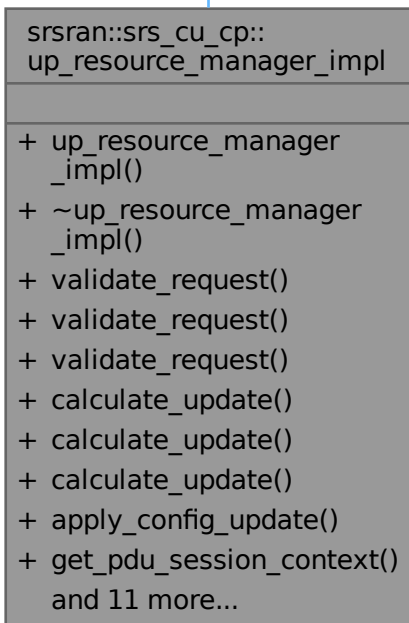 srsran::srs_cu_cp::
up_resource_manager_impl
+ up_resource_manager
_impl()
+ ~up_resource_manager
_impl()
+ validate_request()
+ validate_request()
+ validate_request()
+ calculate_update()
+ calculate_update()
+ calculate_update()
+ apply_config_update()
+ get_pdu_session_context()
and 11 more...